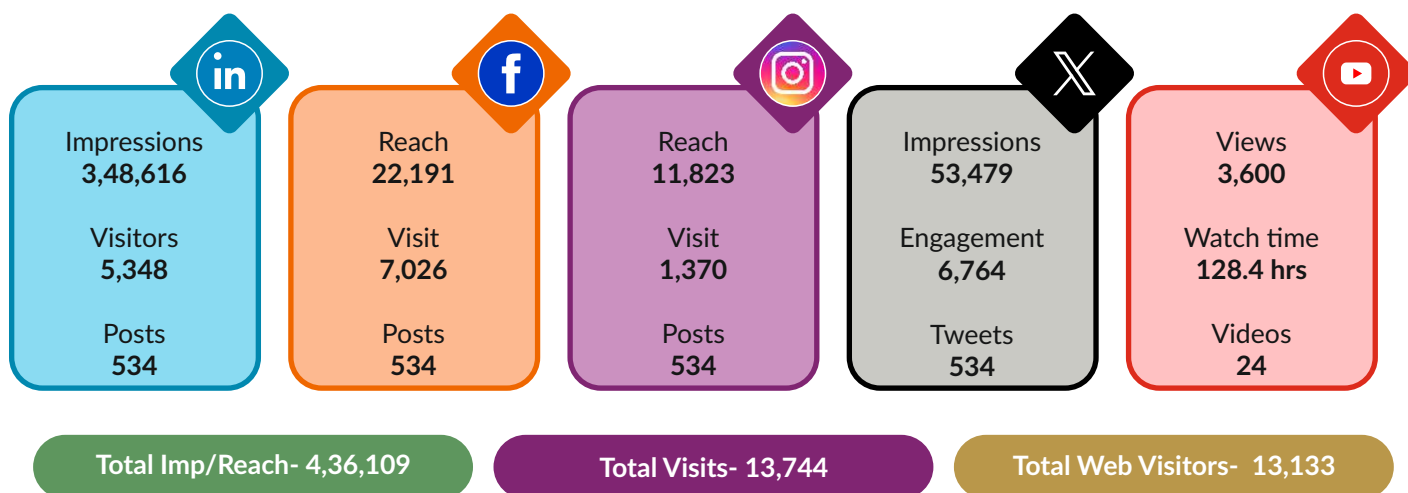 in
f
X
Impressions
3,48,616
Visitors
5,348
Posts
534
Reach
22,191
Visit
7,026
Posts
534
Reach
11,823
Visit
1,370
Posts
534
Impressions
53,479
Engagement
6,764
Tweets
534
Views
3,600
Watch time
128.4 hrs
Videos
24
Total Imp/Reach- 4,36,109
Total Visits- 13,744
Total Web Visitors- 13,133